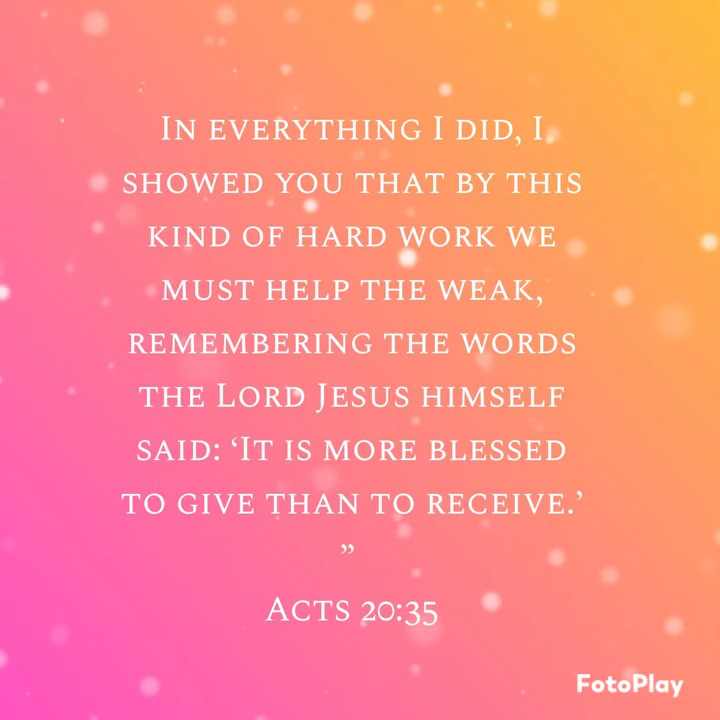 In everything I did, I
showed you that by this
kind of hard work we
must help the weak,
remembering the words
the Lord Jesus himself
said: ‘It is more blessed
to give than to receive.’
”
Acts 20:35
FotoPlay